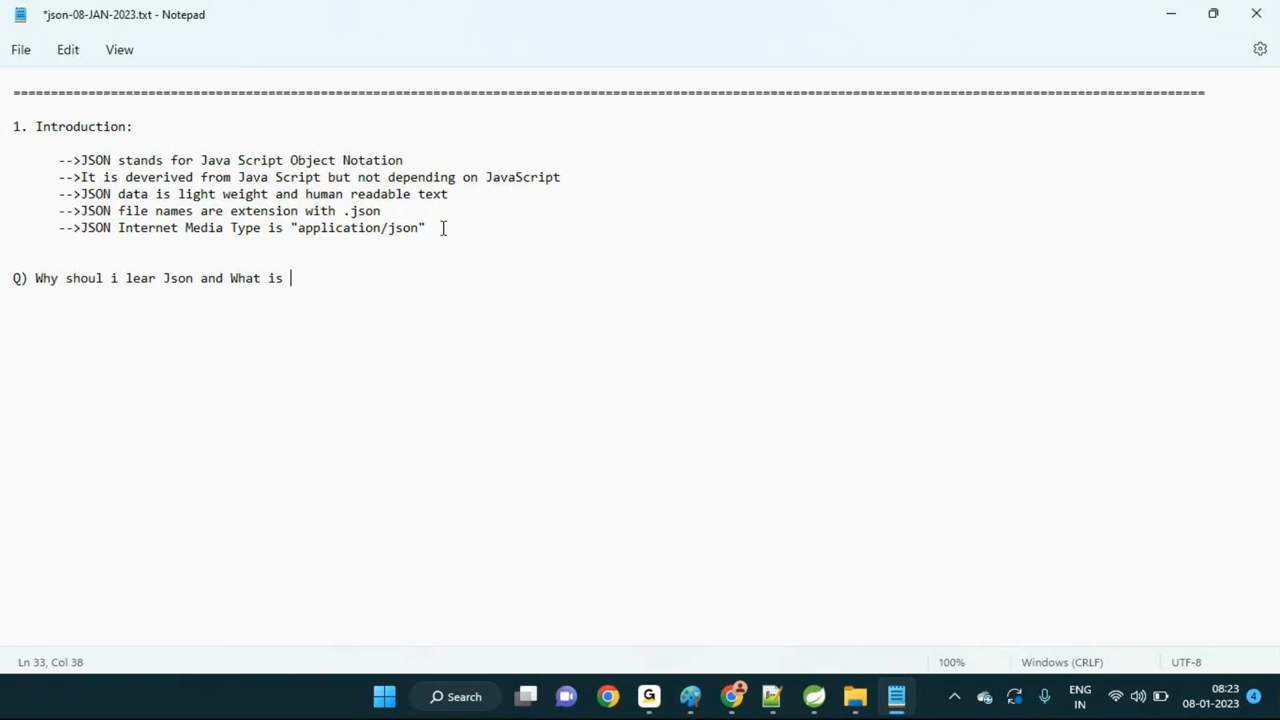 *json-08-JAN-2023.txt - Notepad
File Edit View
===============================================================================================================================================================
1. Introduction:
-->JSON stands for Java Script Object Notation
-->It is deverived from Java Script but not depending on JavaScript
-->JSON data is light weight and human readable text
-->JSON file names are extension with .json
-->JSON Internet Media Type is "application/json"
Q) Why shoul i lear Json and What is
Ln 33, Col 38 100% Windows (CRLF) UTF-8
Search ENG 08:23
IN 08-01-2023 4